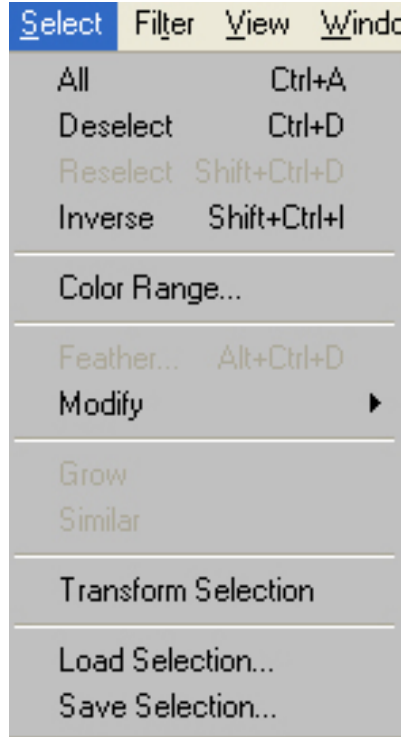 Select Filter View Windo
All Ctrl+A
Deselect Ctrl+D
Reselect Shift+Ctrl+D
Inverse Shift+Ctrl+I
Color Range...
Feather... Alt+Ctrl+D
Modify
Grow
Similar
Transform Selection
Load Selection...
Save Selection...